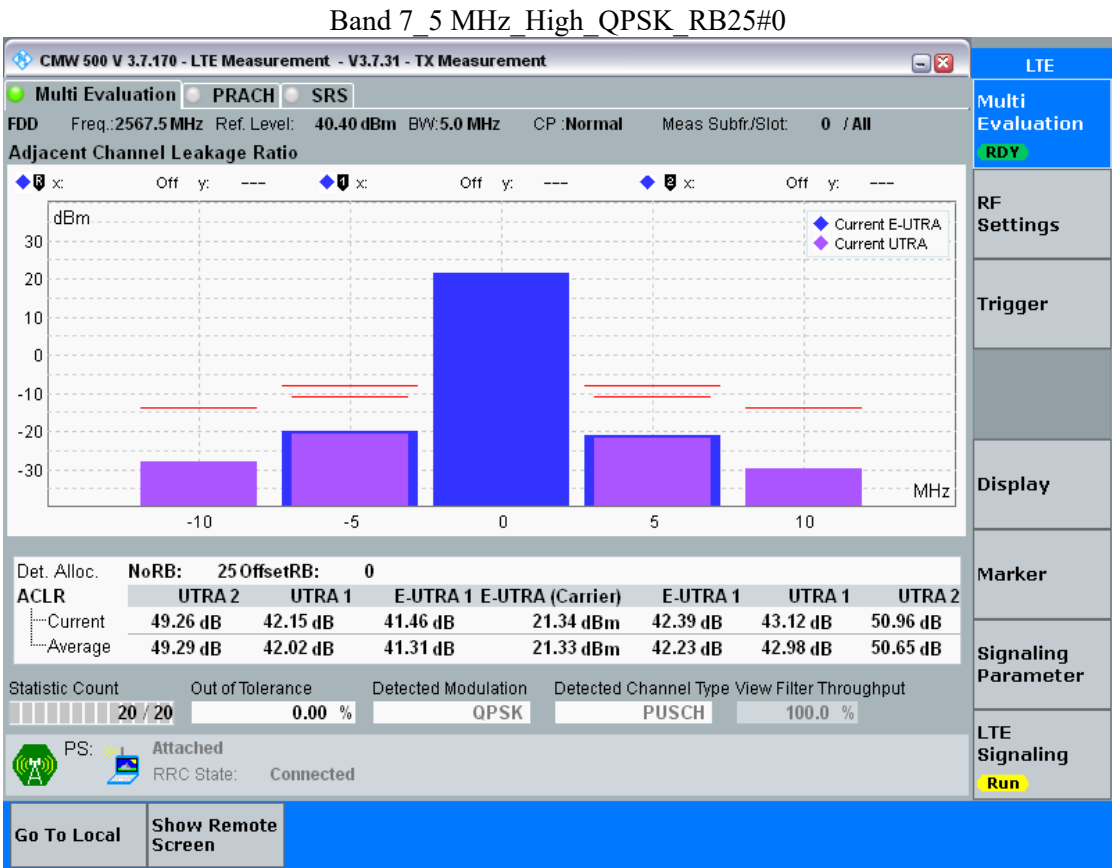 Band 7_5 MHz_High_QPSK_RB25#0
CMW 500 V 3.7.170 - LTE Measurement - V3.7.31 - TX Measurement
LTE
Multi Evaluation PRACH SRS
Multi Evaluation
RDY
FDD Freq.:2567.5 MHz Ref. Level: 40.40 dBm BW:5.0 MHz CP :Normal Meas Subfr./Slot: 0 / All
Adjacent Channel Leakage Ratio
R x: Off y: --- 1 x: Off y: --- 2 x: Off y: ---
dBm
Current E-UTRA
Current UTRA
30
20
10
0
-10
-20
-30
MHz
-10 -5 0 5 10
RF Settings
Trigger
Display
Marker
Signaling Parameter
LTE Signaling
Run
Det. Alloc. NoRB: 25 OffsetRB: 0
ACLR UTRA 2 UTRA 1 E-UTRA 1 E-UTRA (Carrier) E-UTRA 1 UTRA 1 UTRA 2
Current 49.26 dB 42.15 dB 41.46 dB 21.34 dBm 42.39 dB 43.12 dB 50.96 dB
Average 49.29 dB 42.02 dB 41.31 dB 21.33 dBm 42.23 dB 42.98 dB 50.65 dB
Statistic Count Out of Tolerance Detected Modulation Detected Channel Type View Filter Throughput
20 / 20 0.00 % QPSK PUSCH 100.0 %
PS: Attached
RRC State: Connected
Go To Local Show Remote Screen